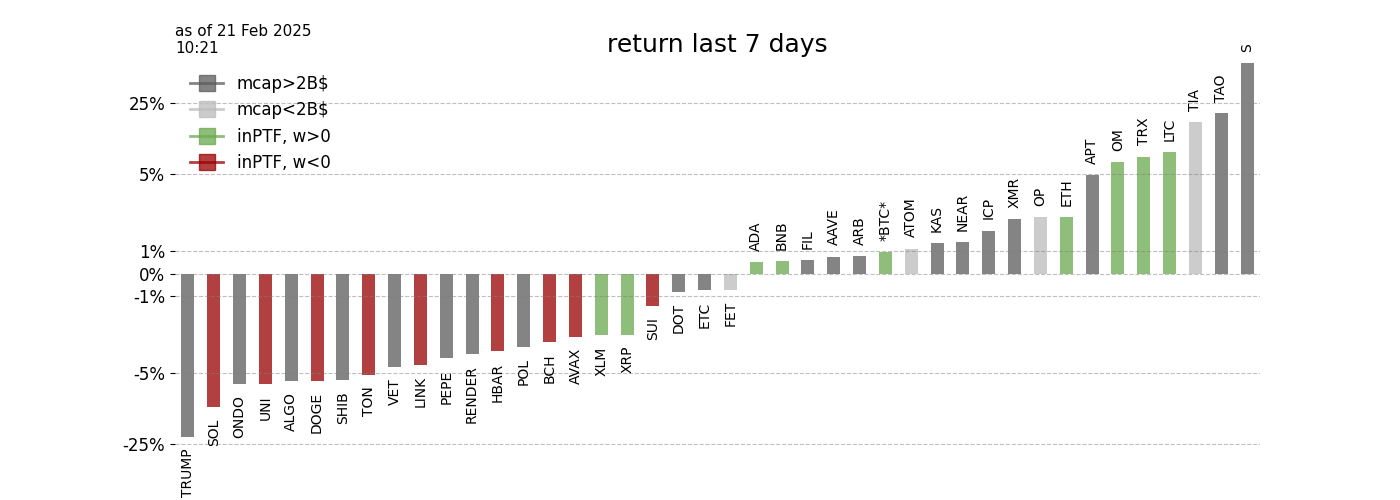 as of 21 Feb 2025
10:21
return last 7 days
mcap>2B$
mcap<2B$
inPTF, w>0
inPTF, w<0
25%
5%
1%
0%
-1%
-5%
-25%
TRUMP
SOL
ONDO
UNI
ALGO
DOGE
SHIB
TON
VET
LINK
PEPE
RENDER
HBAR
POL
BCH
AVAX
XLM
XRP
SUI
DOT
ETC
FET
ADA
BNB
FIL
AAVE
ARB
*BTC*
ATOM
KAS
NEAR
ICP
XMR
OP
ETH
APT
OM
TRX
LTC
TIA
TAO
S